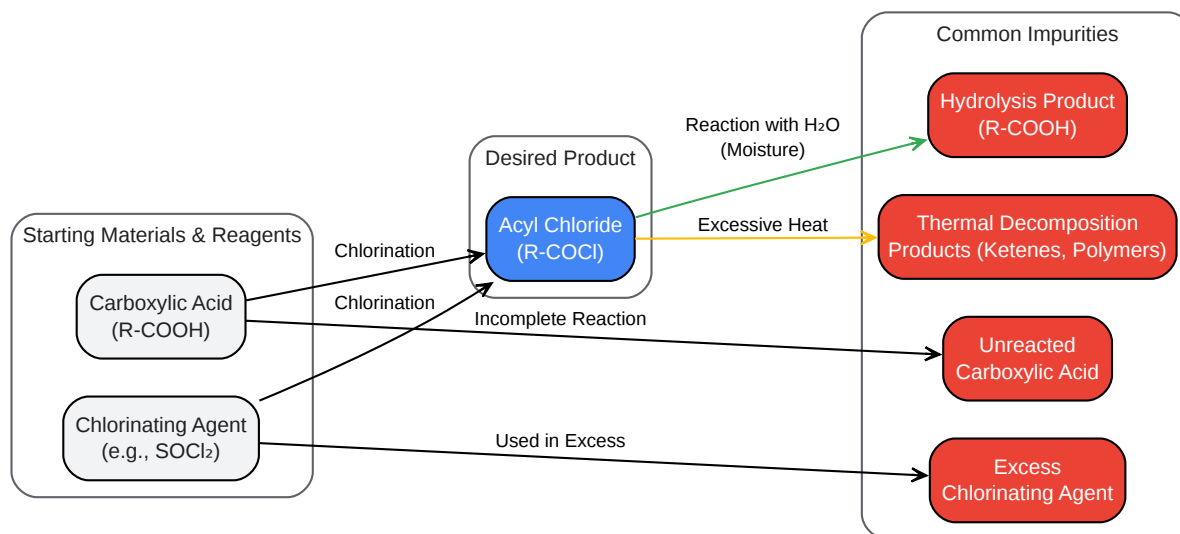 Starting Materials & Reagents
Carboxylic Acid
(R-COOH)
Chlorinating Agent
(e.g., SOCl₂)
Chlorination
Chlorination
Incomplete Reaction
Used in Excess
Desired Product
Acyl Chloride
(R-COCl)
Reaction with H₂O
(Moisture)
Excessive Heat
Common Impurities
Hydrolysis Product
(R-COOH)
Thermal Decomposition
Products (Ketenes, Polymers)
Unreacted
Carboxylic Acid
Excess
Chlorinating Agent